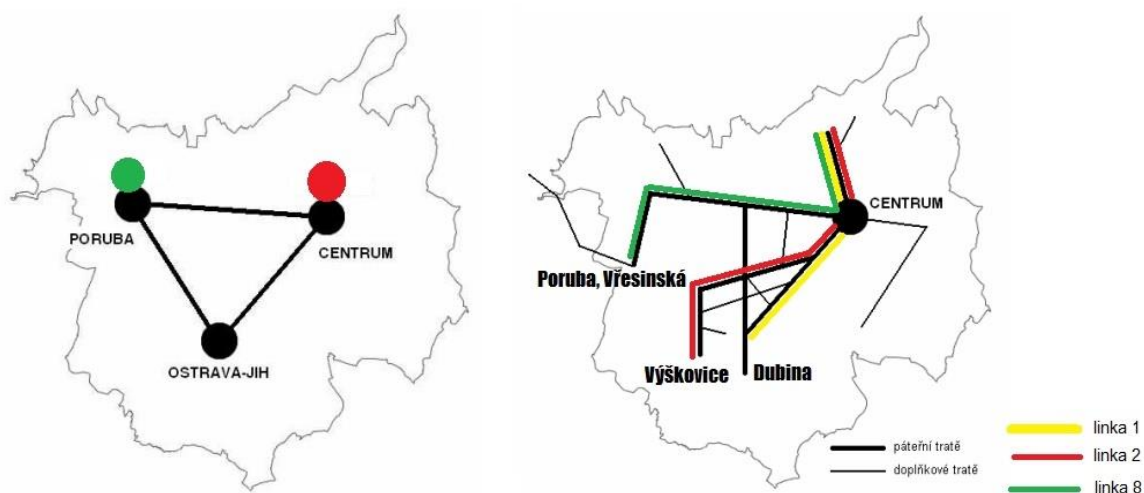 PORUBA
CENTRUM
OSTRAVA-JIH
CENTRUM
Poruba, Vřesinská
Výškovice
Dubina
páteřní tratě
doplňkové tratě
linka 1
linka 2
linka 8